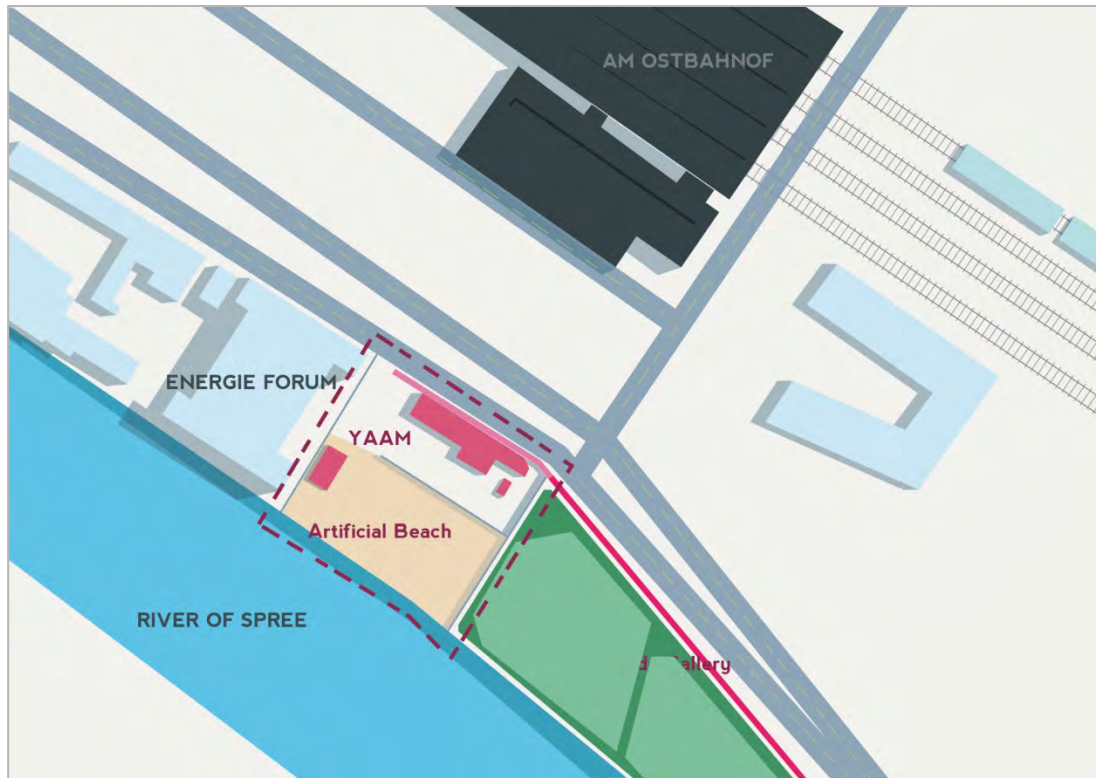 AM OSTBAHNOF
ENERGIE FORUM
YAAM
Artificial Beach
RIVER OF SPREE